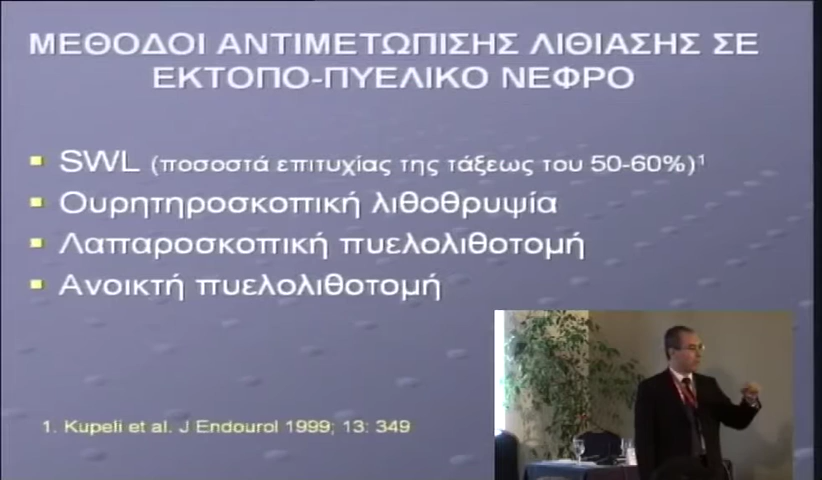 ΜΕΘΟΔΟΙ ΑΝΤΙΜΕΤΩΠΙΣΗΣ ΛΙΘΙΑΣΗΣ ΣΕ
ΕΚΤΟΠΟ-ΠΥΕΛΙΚΟ ΝΕΦΡΟ
SWL (ποσοστά επιτυχίας της τάξεως του 50-60%)¹
Ουρητηροσκοπική λιθοθρυψία
Λαπαροσκοπική πυελολιθοτομή
Ανοικτή πυελολιθοτομή
1. Kupeli et al. J Endourol 1999; 13: 349